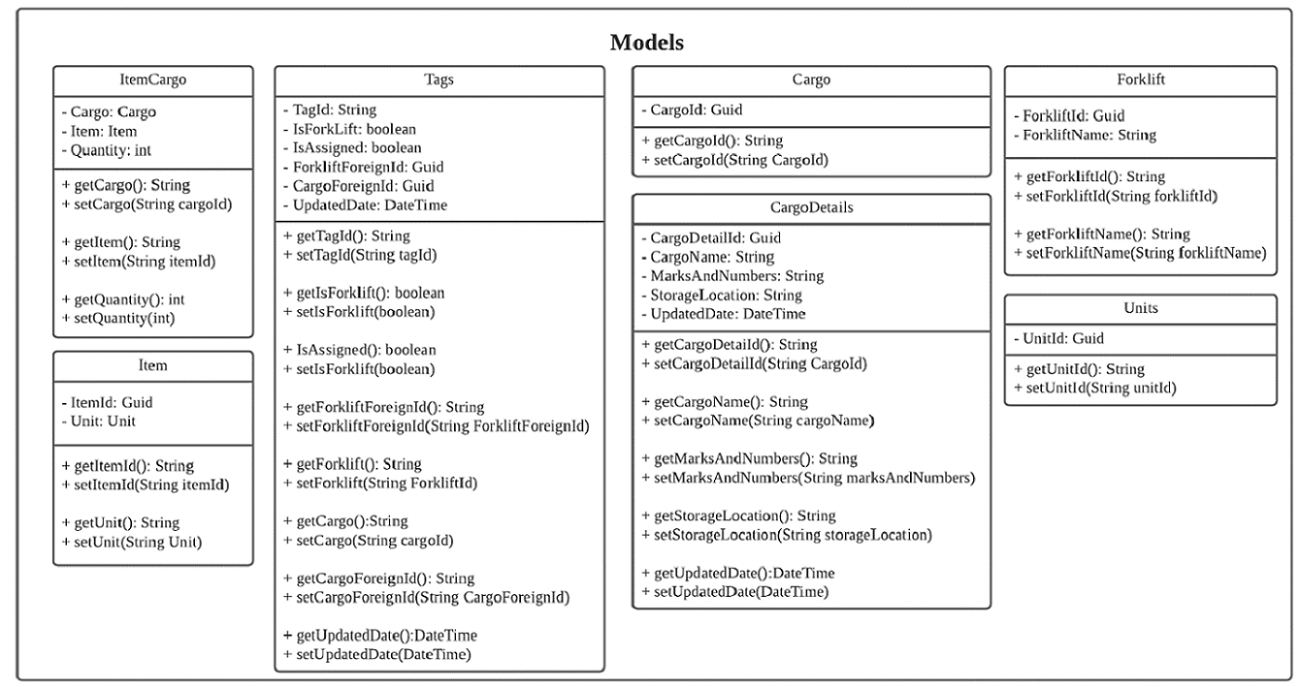 Models
ItemCargo
- Cargo: Cargo
- Item: Item
- Quantity: int
+ getCargo(): String
+ setCargo(String cargoId)
+ getItem(): String
+ setItem(String itemId)
+ getQuantity(): int
+ setQuantity(int)
Item
- ItemId: Guid
- Unit: Unit
+ getItemId(): String
+ setItemId(String itemId)
+ getUnit(): String
+ setUnit(String Unit)
Tags
- TagId: String
- IsForkLift: boolean
- IsAssigned: boolean
- ForkliftForeignId: Guid
- CargoForeignId: Guid
- UpdatedDate: DateTime
+ getTagId(): String
+ setTagId(String tagId)
+ getIsForklift(): boolean
+ setIsForklift(boolean)
+ IsAssigned(): boolean
+ setIsForklift(boolean)
+ getForkliftForeignId(): String
+ setForkliftForeignId(String ForkliftForeignId)
+ getForklift(): String
+ setForklift(String ForkliftId)
+ getCargo():String
+ setCargo(String cargoId)
+ getCargoForeignId(): String
+ setCargoForeignId(String CargoForeignId)
+ getUpdatedDate():DateTime
+ setUpdatedDate(DateTime)
Cargo
- CargoId: Guid
+ getCargoId(): String
+ setCargoId(String CargoId)
CargoDetails
- CargoDetailId: Guid
- CargoName: String
- MarksAndNumbers: String
- StorageLocation: String
- UpdatedDate: DateTime
+ getCargoDetailId(): String
+ setCargoDetailId(String CargoId)
+ getCargoName(): String
+ setCargoName(String cargoName)
+ getMarksAndNumbers(): String
+ setMarksAndNumbers(String marksAndNumbers)
+ getStorageLocation(): String
+ setStorageLocation(String storageLocation)
+ getUpdatedDate():DateTime
+ setUpdatedDate(DateTime)
Forklift
- ForkliftId: Guid
- ForkliftName: String
+ getForkliftId(): String
+ setForkliftId(String forkliftId)
+ getForkliftName(): String
+ setForkliftName(String forkliftName)
Units
- UnitId: Guid
+ getUnitId(): String
+ setUnitId(String unitId)